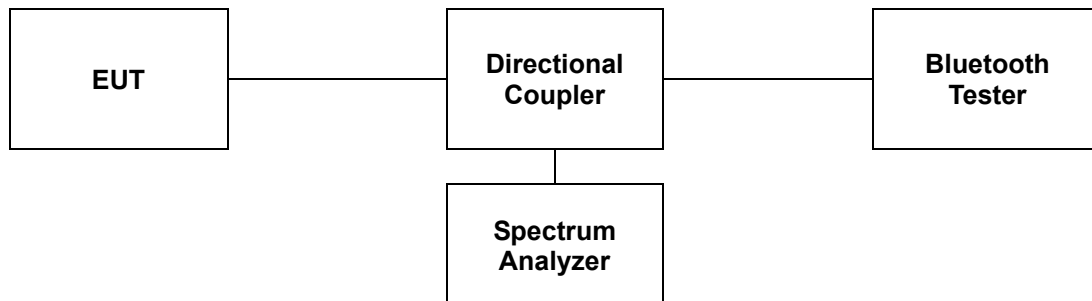 EUT
Directional
Coupler
Bluetooth
Tester
Spectrum
Analyzer